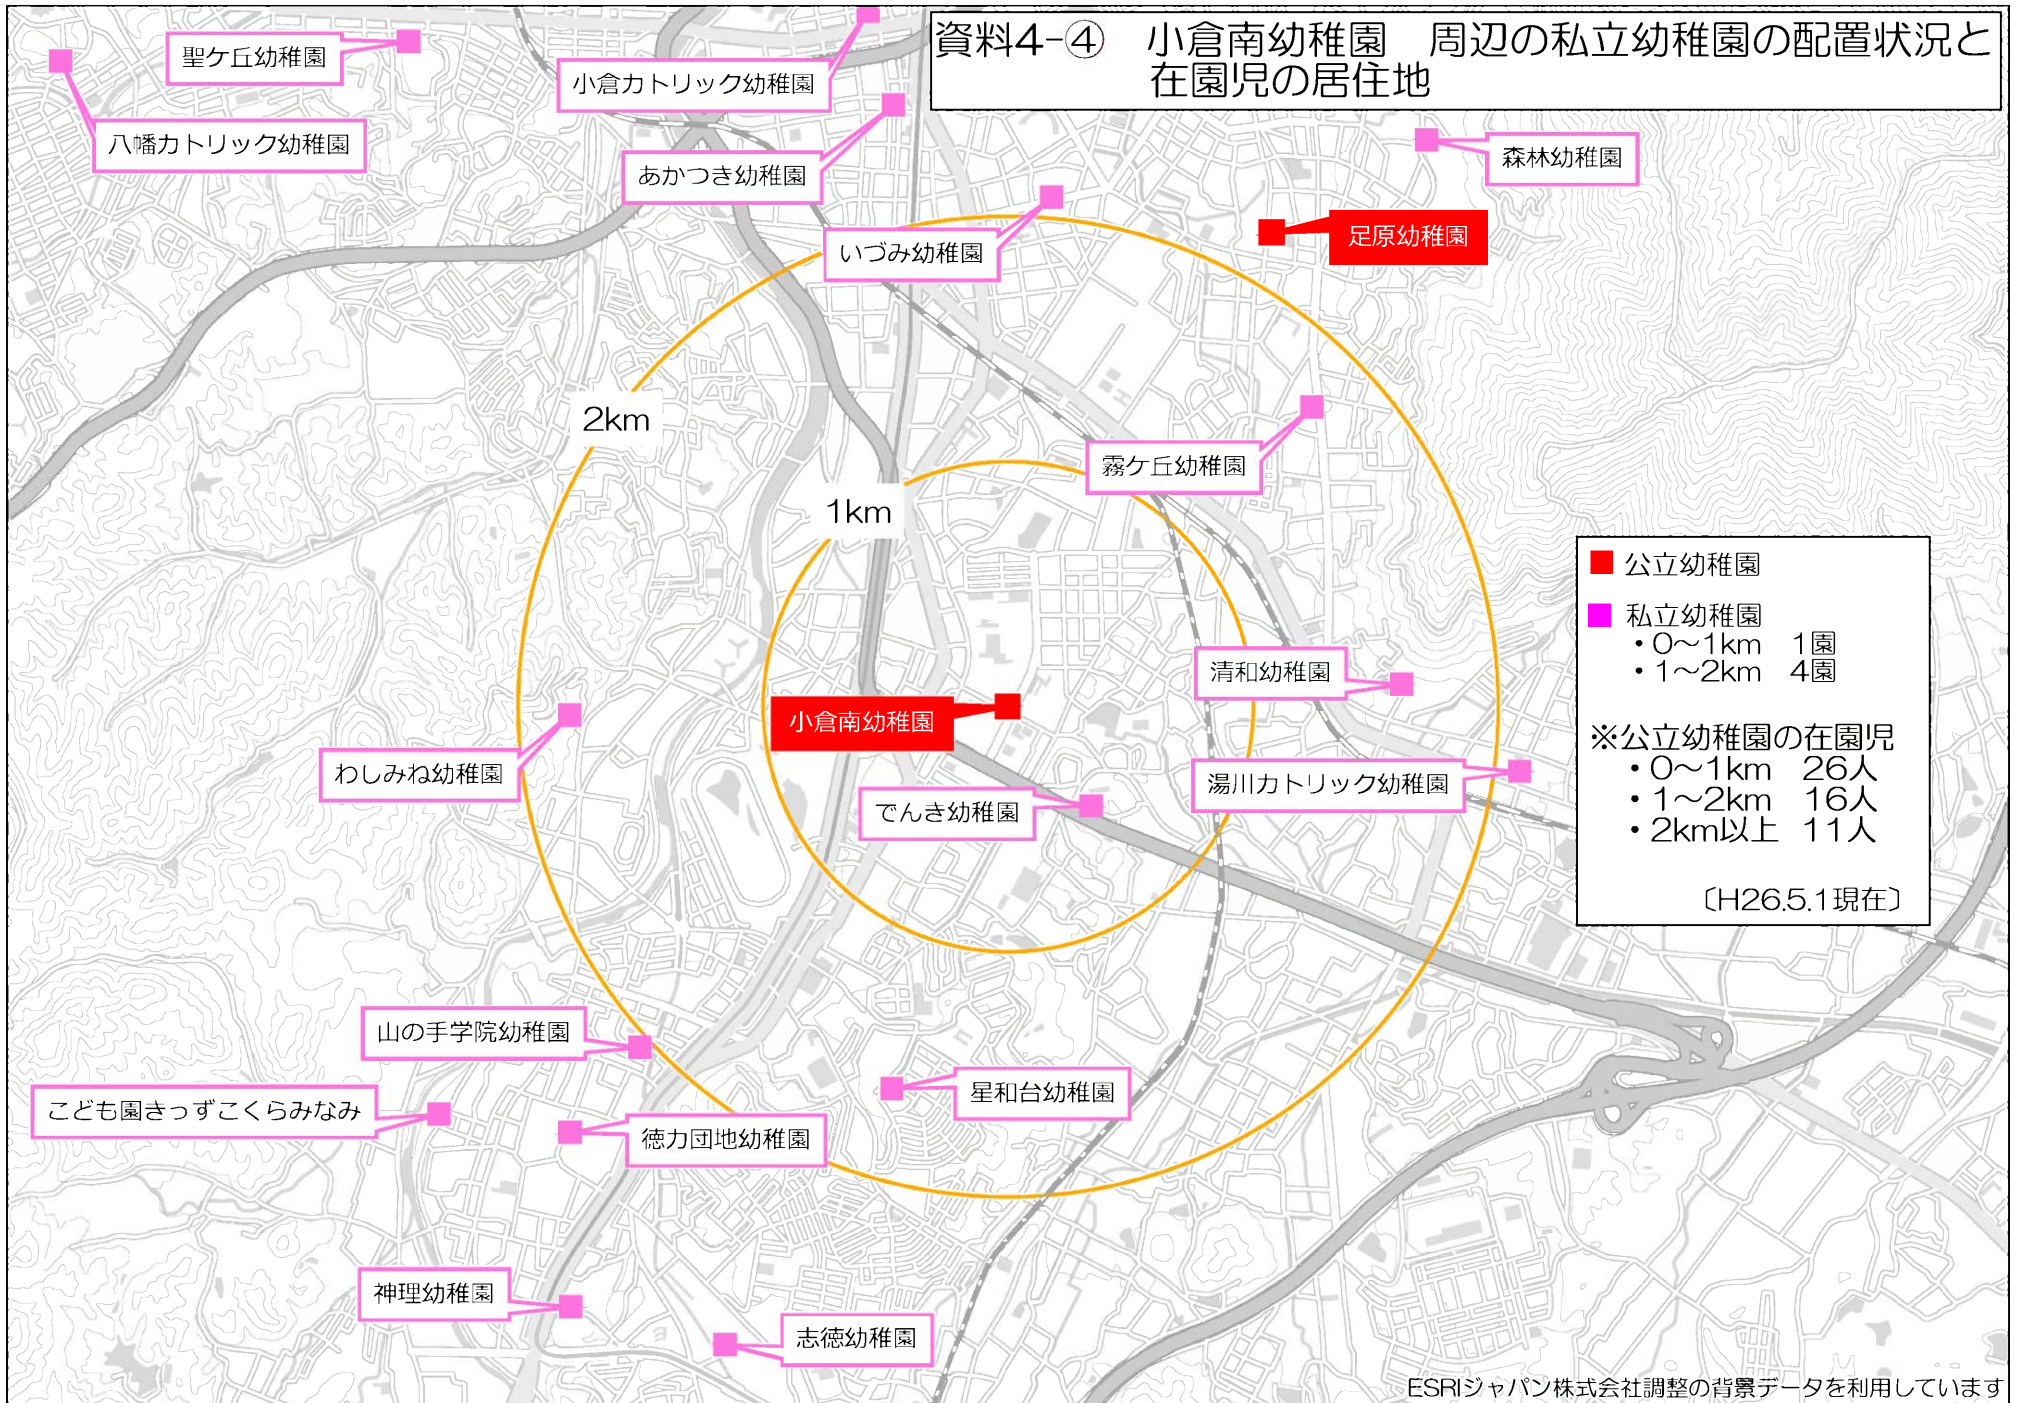 資料4-④　小倉南幼稚園　周辺の私立幼稚園の配置状況と
在園児の居住地
聖ケ丘幼稚園
小倉カトリック幼稚園
八幡カトリック幼稚園
あかつき幼稚園
森林幼稚園
いづみ幼稚園
足原幼稚園
2km
霧ケ丘幼稚園
1km
公立幼稚園
私立幼稚園
・0～1km　1園
・1～2km　4園
※公立幼稚園の在園児
・0～1km　26人
・1～2km　16人
・2km以上　11人
〔H26.5.1現在〕
清和幼稚園
小倉南幼稚園
わしみね幼稚園
湯川カトリック幼稚園
でんき幼稚園
山の手学院幼稚園
星和台幼稚園
こども園きっずこくらみなみ
徳力団地幼稚園
神理幼稚園
志徳幼稚園
ESRIジャパン株式会社調整の背景データを利用しています